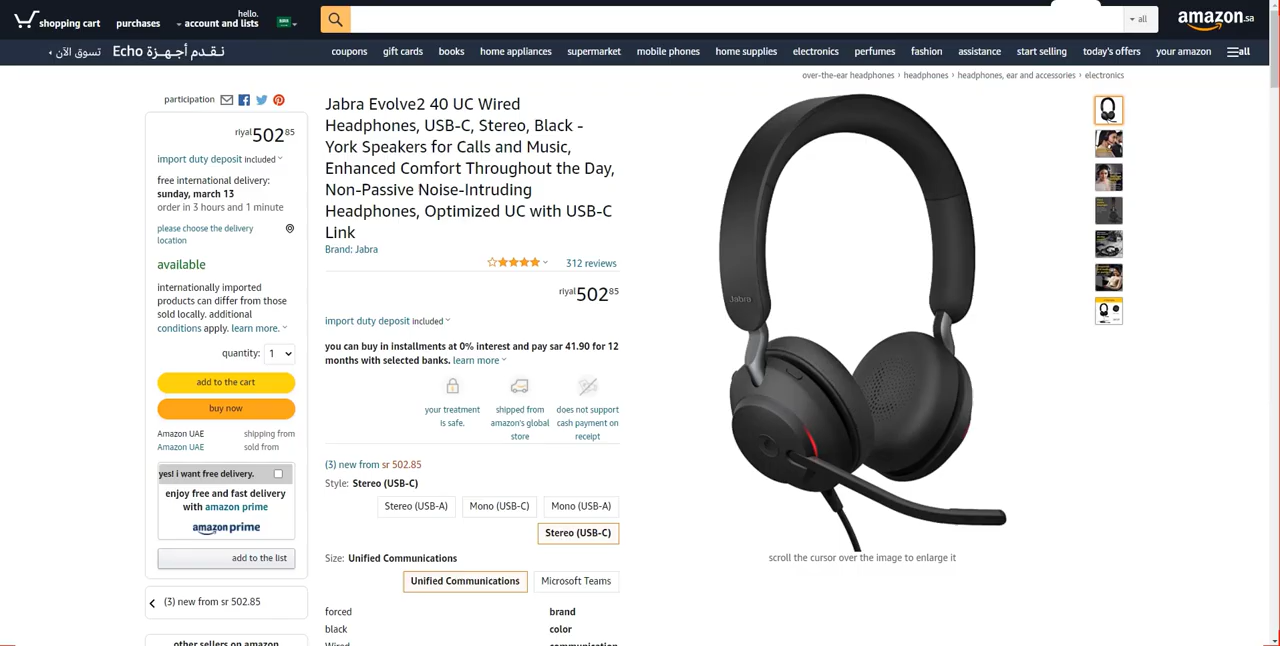 shopping cart
purchases
hello.
account and lists
all
amazon.sa
تسوق الآن
نـقـدم أجهـزة Echo
coupons
gift cards
books
home appliances
supermarket
mobile phones
home supplies
electronics
perfumes
fashion
assistance
start selling
today's offers
your amazon
all
over-the-ear headphones › headphones › headphones, ear and accessories › electronics
participation
riyal502 85
import duty deposit included
free international delivery:
sunday, march 13
order in 3 hours and 1 minute
please choose the delivery
location
available
internationally imported
products can differ from those
sold locally. additional
conditions apply. learn more.
quantity: 1
add to the cart
buy now
Amazon UAE shipping from
Amazon UAE sold from
yes! i want free delivery.
enjoy free and fast delivery
with amazon prime
amazon prime
add to the list
(3) new from sr 502.85
other sellers on amazon
Jabra Evolve2 40 UC Wired
Headphones, USB-C, Stereo, Black -
York Speakers for Calls and Music,
Enhanced Comfort Throughout the Day,
Non-Passive Noise-Intruding
Headphones, Optimized UC with USB-C
Link
Brand: Jabra
312 reviews
riyal502 85
import duty deposit included
you can buy in installments at 0% interest and pay sar 41.90 for 12
months with selected banks. learn more
your treatment
is safe.
shipped from
amazon's global
store
does not support
cash payment on
receipt
(3) new from sr 502.85
Style: Stereo (USB-C)
Stereo (USB-A)
Mono (USB-C)
Mono (USB-A)
Stereo (USB-C)
Size: Unified Communications
Unified Communications
Microsoft Teams
forced brand
black color
Wired communication
Jabra
scroll the cursor over the image to enlarge it